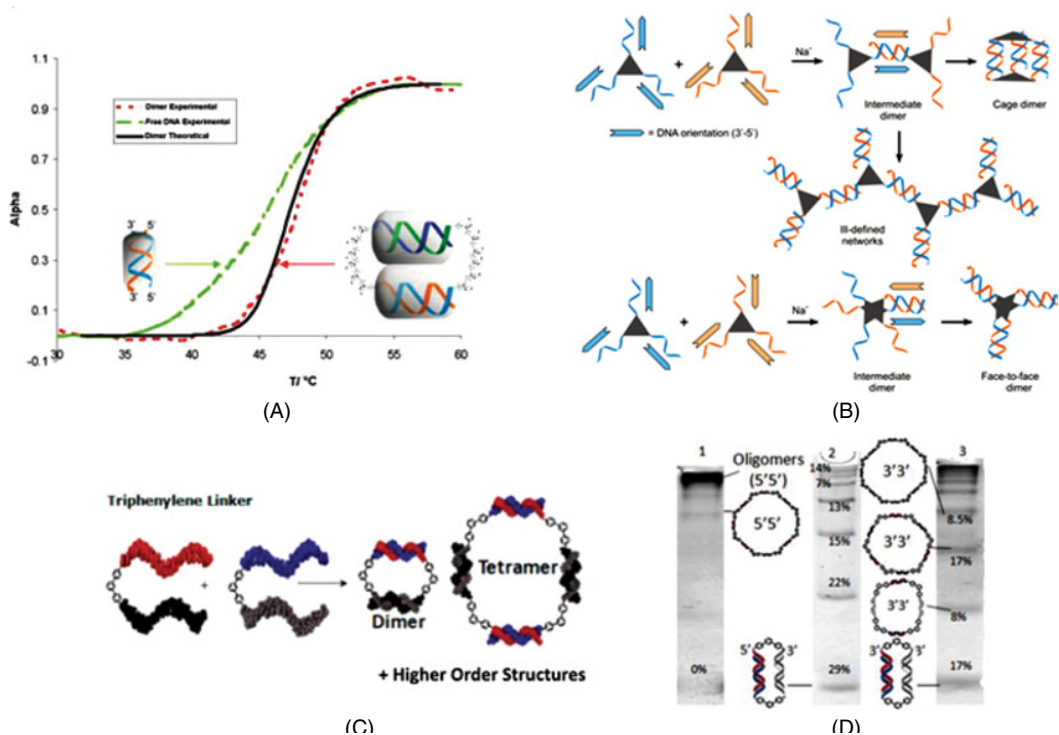 1.1
0.9
0.7
0.5
0.3
0.1
-0.1
Alpha
Dimer Experimental
Free DNA Experimental
Dimer Theoretical
3' 5'
3' 5'
30 35 40 45 50 55 60
T/ °C
(A)
+
Na⁺
Intermediate dimer
Cage dimer
= DNA orientation (3'-5')
Ill-defined networks
+
Na⁺
Intermediate dimer
Face-to-face dimer
(B)
Triphenylene Linker
+
Dimer
Tetramer
+ Higher Order Structures
(C)
1
Oligomers
(5'5')
5'5'
0%
2
14%
7%
13%
15%
22%
29%
5' 3'
3
3'3'
3'3'
3'3'
8.5%
17%
8%
17%
3' 3'
(D)